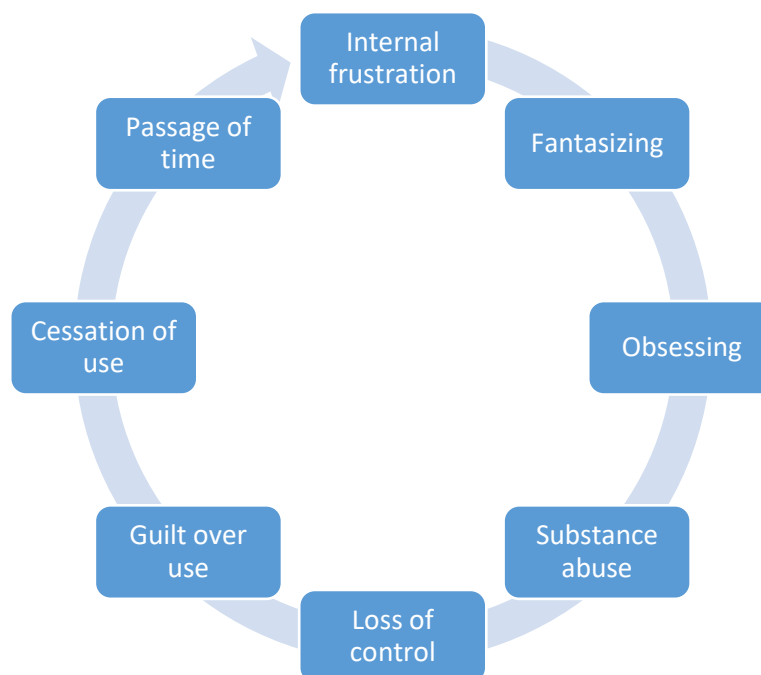 Internal
frustration
Fantasizing
Obsessing
Substance
abuse
Loss of
control
Guilt over
use
Cessation of
use
Passage of
time